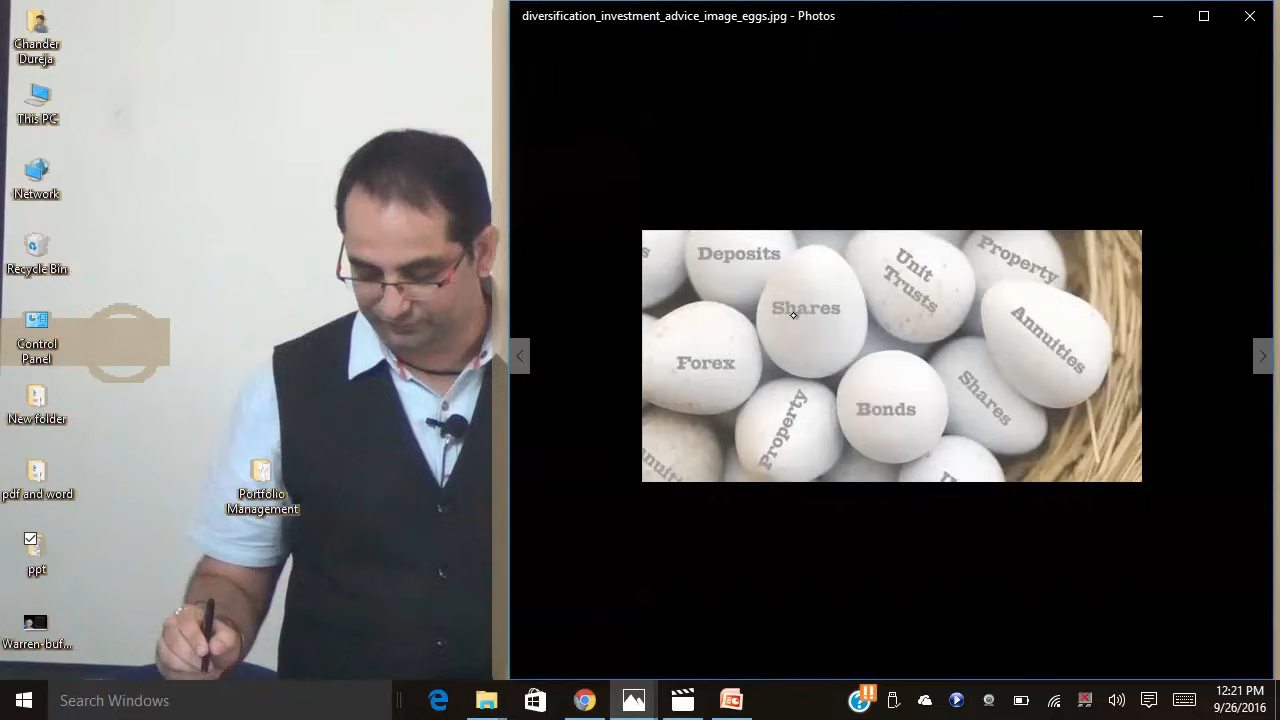 Chander
Dureja
This PC
Network
Recycle Bin
Control
Panel
New folder
pdf and word
ppt
Warren-buf...
Portfolio
Management
diversification_investment_advice_image_eggs.jpg - Photos
Deposits
Shares
Unit
Trusts
Property
Annuities
Forex
Bonds
Shares
Property
Search Windows
12:21 PM
9/26/2016